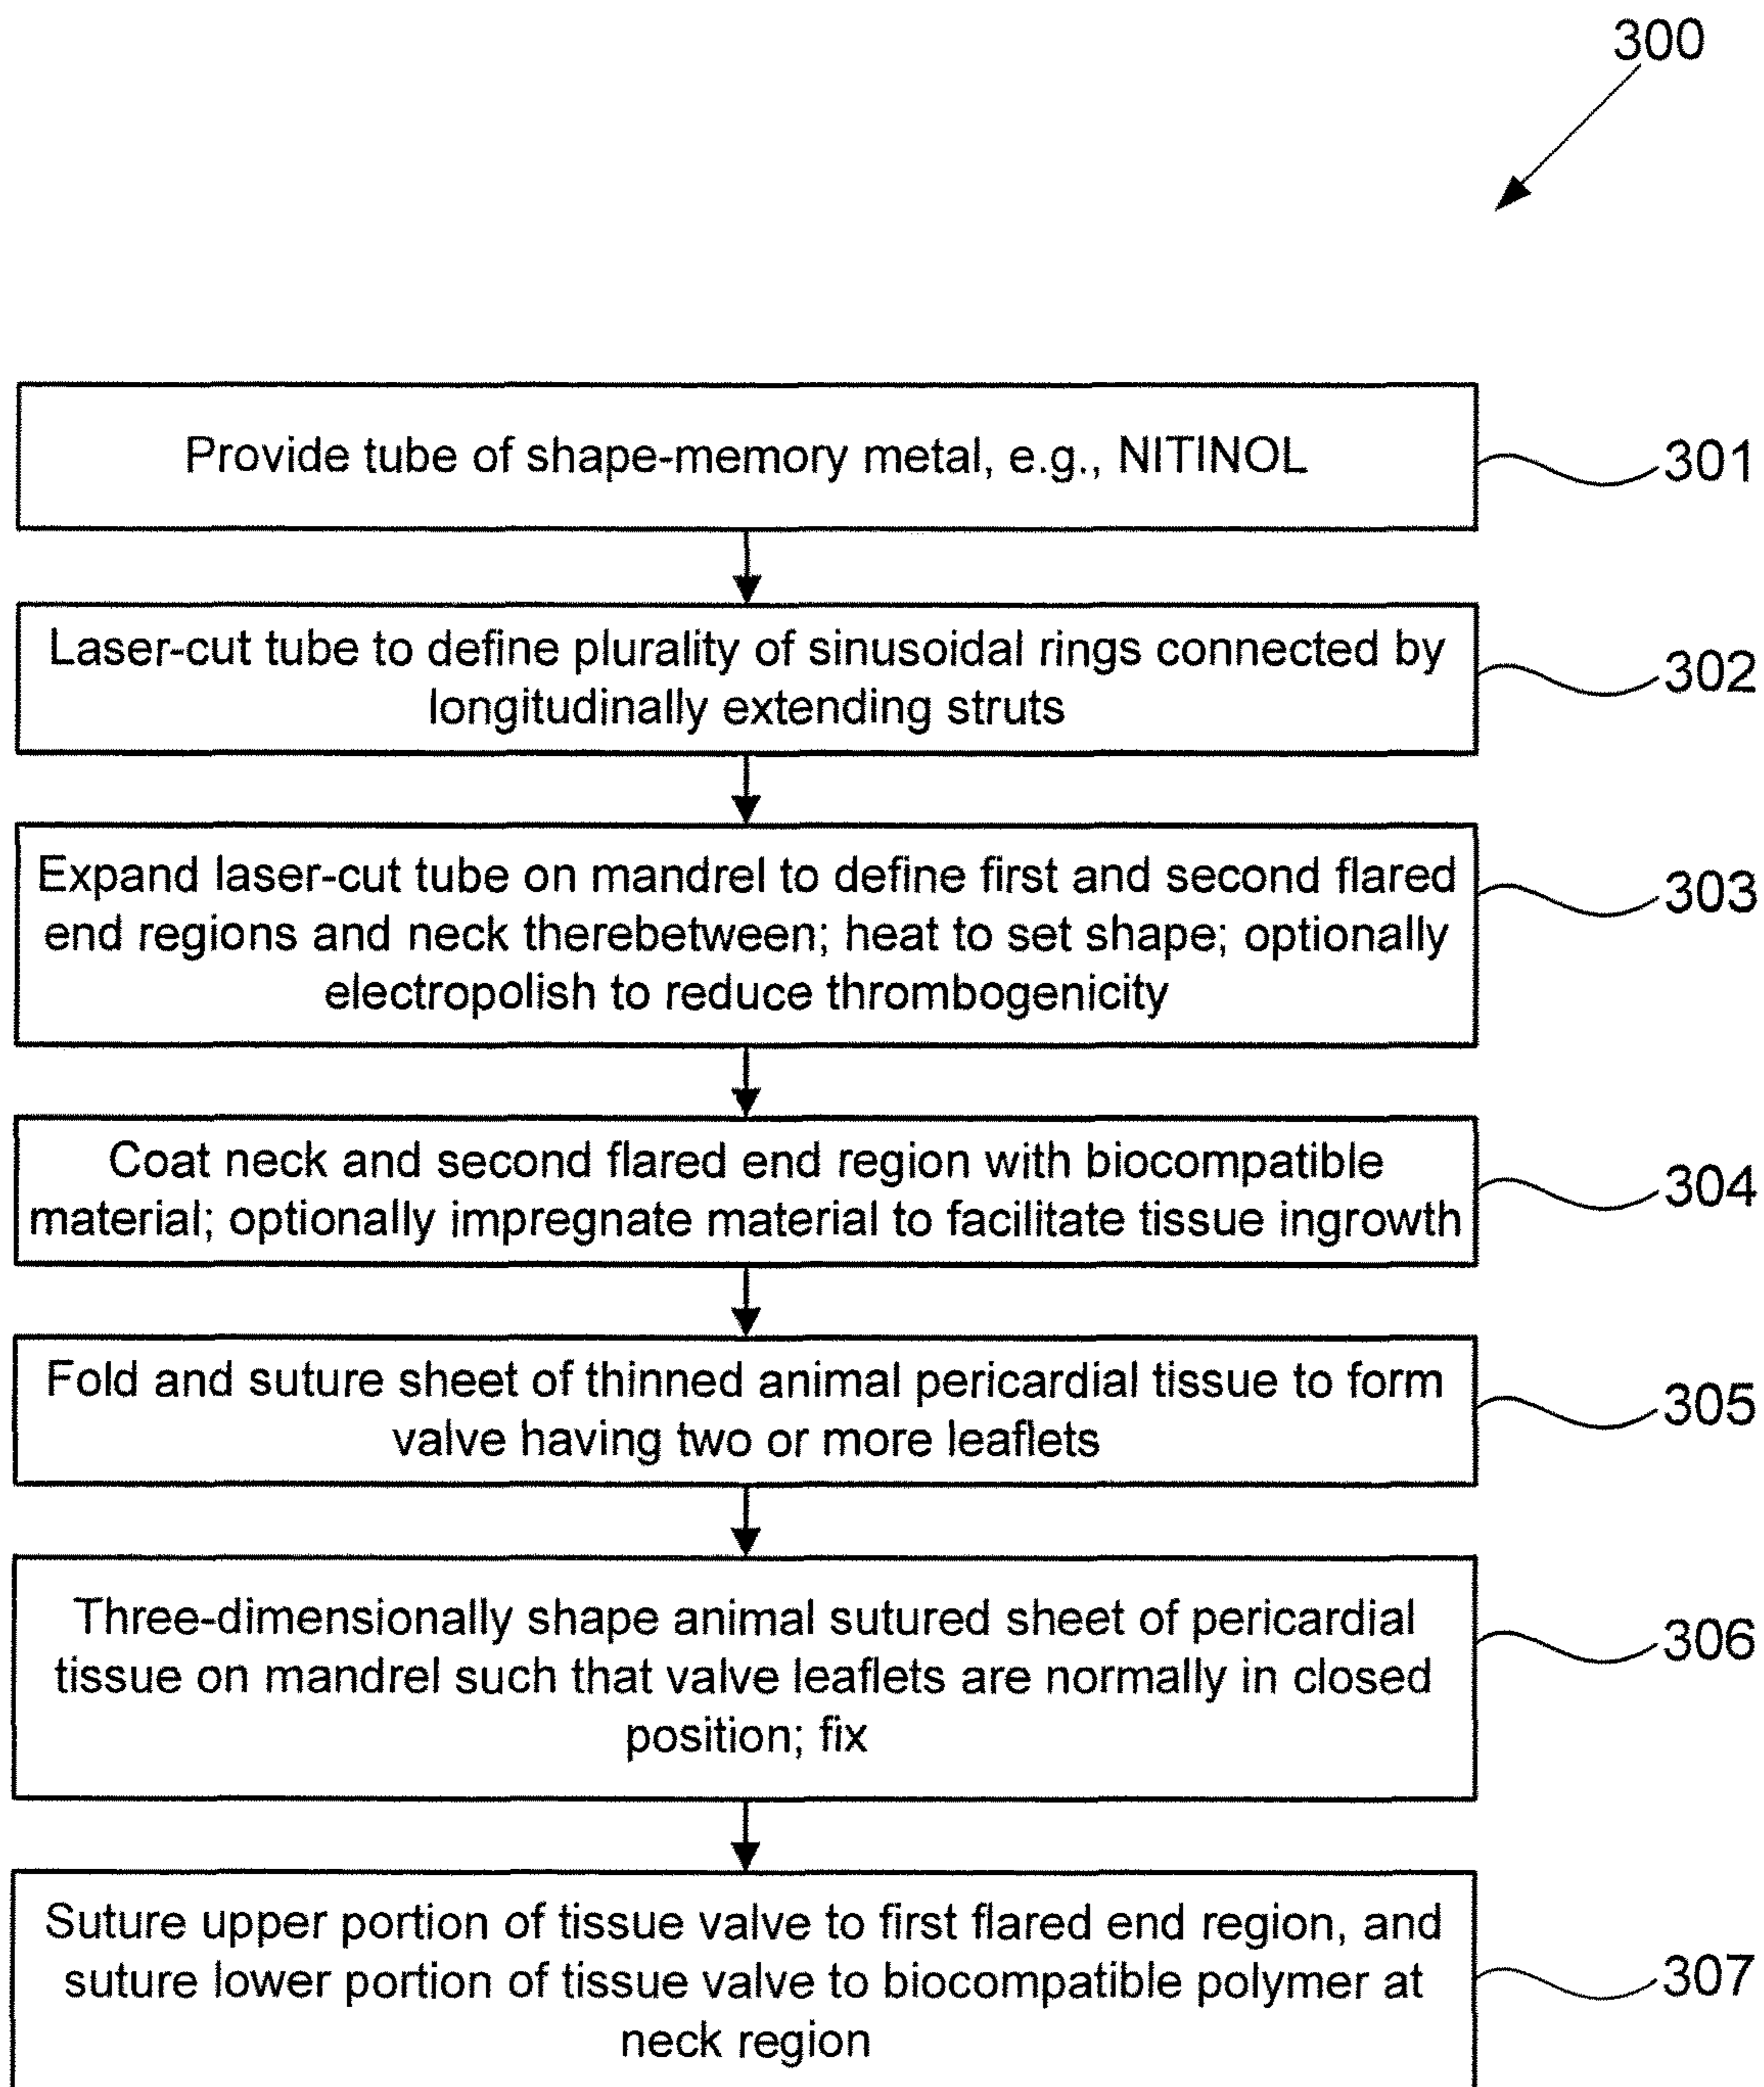 300
Provide tube of shape-memory metal, e.g., NITINOL
301
Laser-cut tube to define plurality of sinusoidal rings connected by
longitudinally extending struts
302
Expand laser-cut tube on mandrel to define first and second flared
end regions and neck therebetween; heat to set shape; optionally
electropolish to reduce thrombogenicity
303
Coat neck and second flared end region with biocompatible
material; optionally impregnate material to facilitate tissue ingrowth
304
Fold and suture sheet of thinned animal pericardial tissue to form
valve having two or more leaflets
305
Three-dimensionally shape animal sutured sheet of pericardial
tissue on mandrel such that valve leaflets are normally in closed
position; fix
306
Suture upper portion of tissue valve to first flared end region, and
suture lower portion of tissue valve to biocompatible polymer at
neck region
307